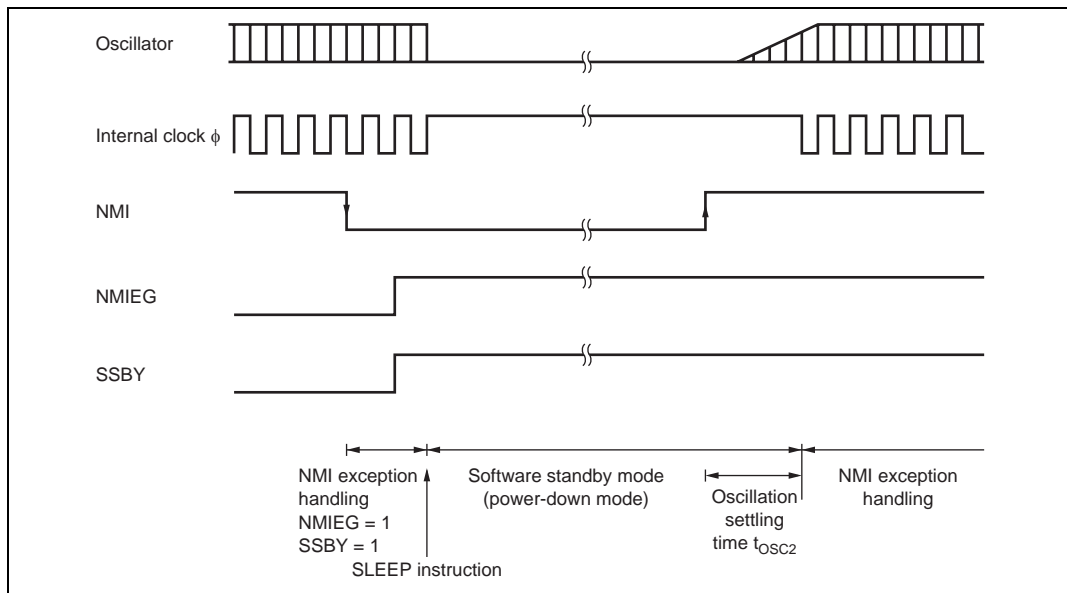 Oscillator
Internal clock ϕ
NMI
NMIEG
SSBY
NMI exception
handling
NMIEG = 1
SSBY = 1
SLEEP instruction
Software standby mode
(power-down mode)
Oscillation
settling
time tOSC2
NMI exception
handling